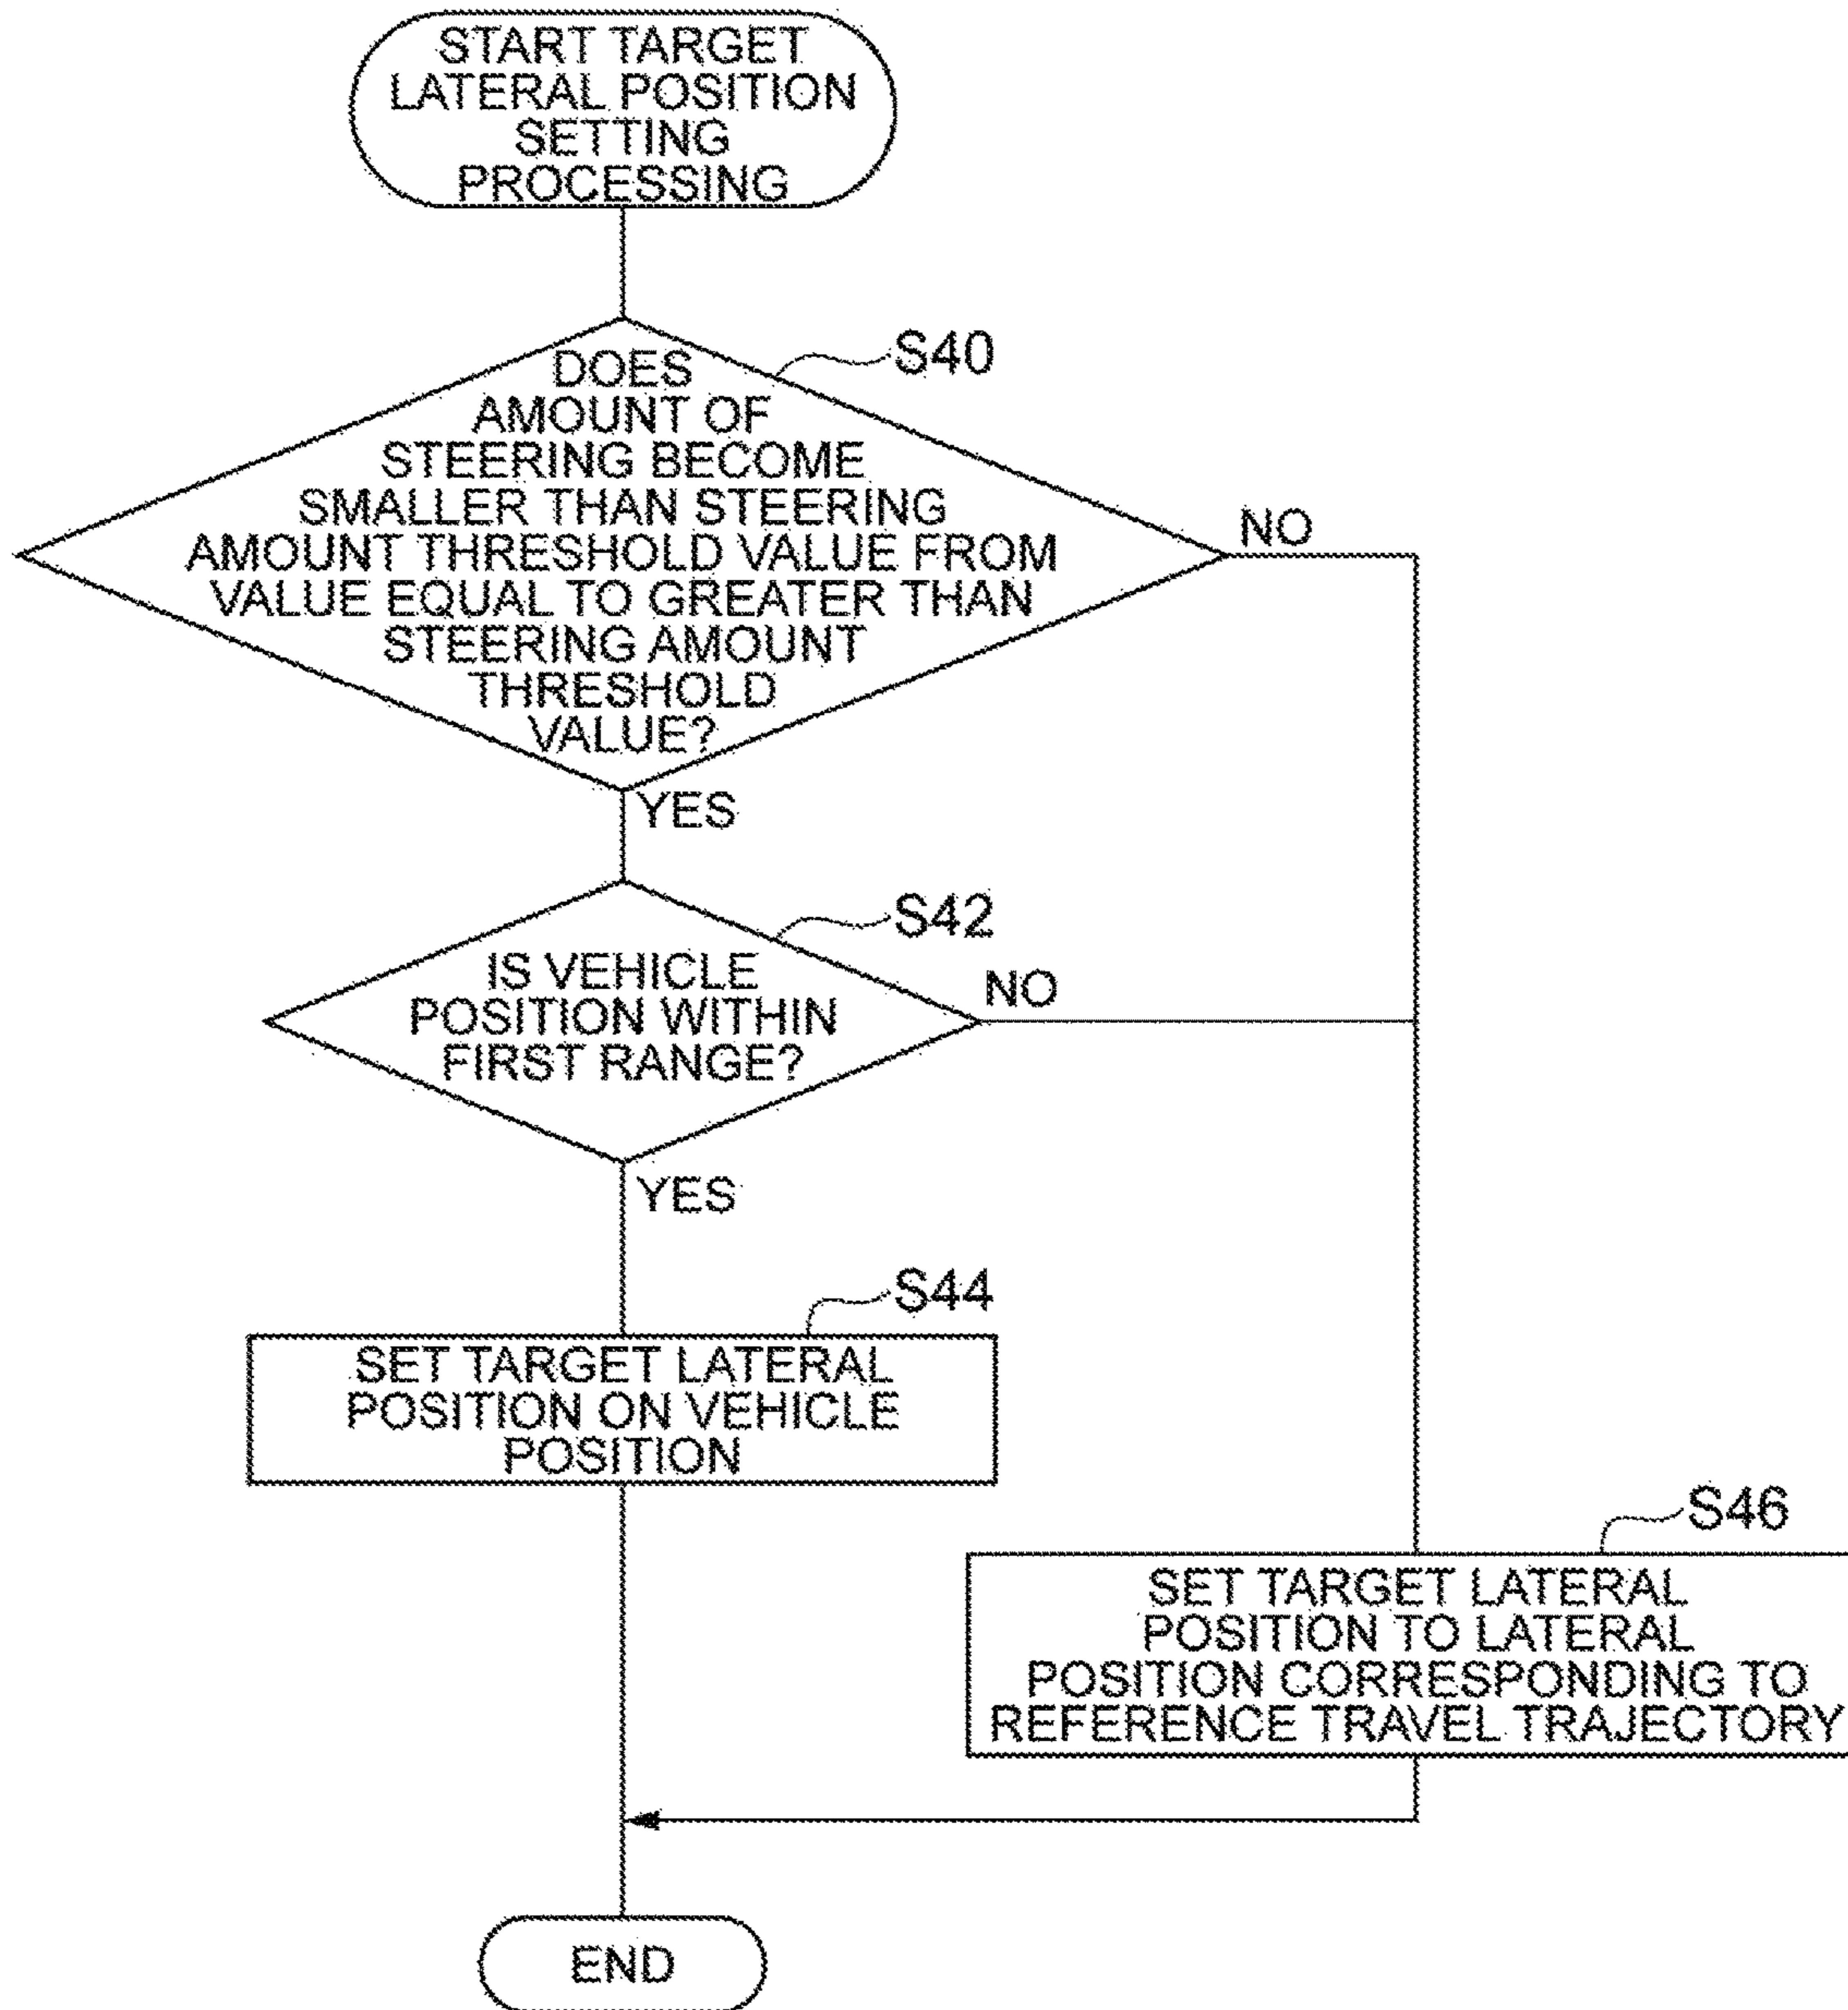 START TARGET
LATERAL POSITION
SETTING
PROCESSING
S40
DOES
AMOUNT OF
STEERING BECOME
SMALLER THAN STEERING
AMOUNT THRESHOLD VALUE FROM
VALUE EQUAL TO GREATER THAN
STEERING AMOUNT
THRESHOLD
VALUE?
NO
YES
S42
IS VEHICLE
POSITION WITHIN
FIRST RANGE?
NO
YES
S44
SET TARGET LATERAL
POSITION ON VEHICLE
POSITION
S46
SET TARGET LATERAL
POSITION TO LATERAL
POSITION CORRESPONDING TO
REFERENCE TRAVEL TRAJECTORY
END